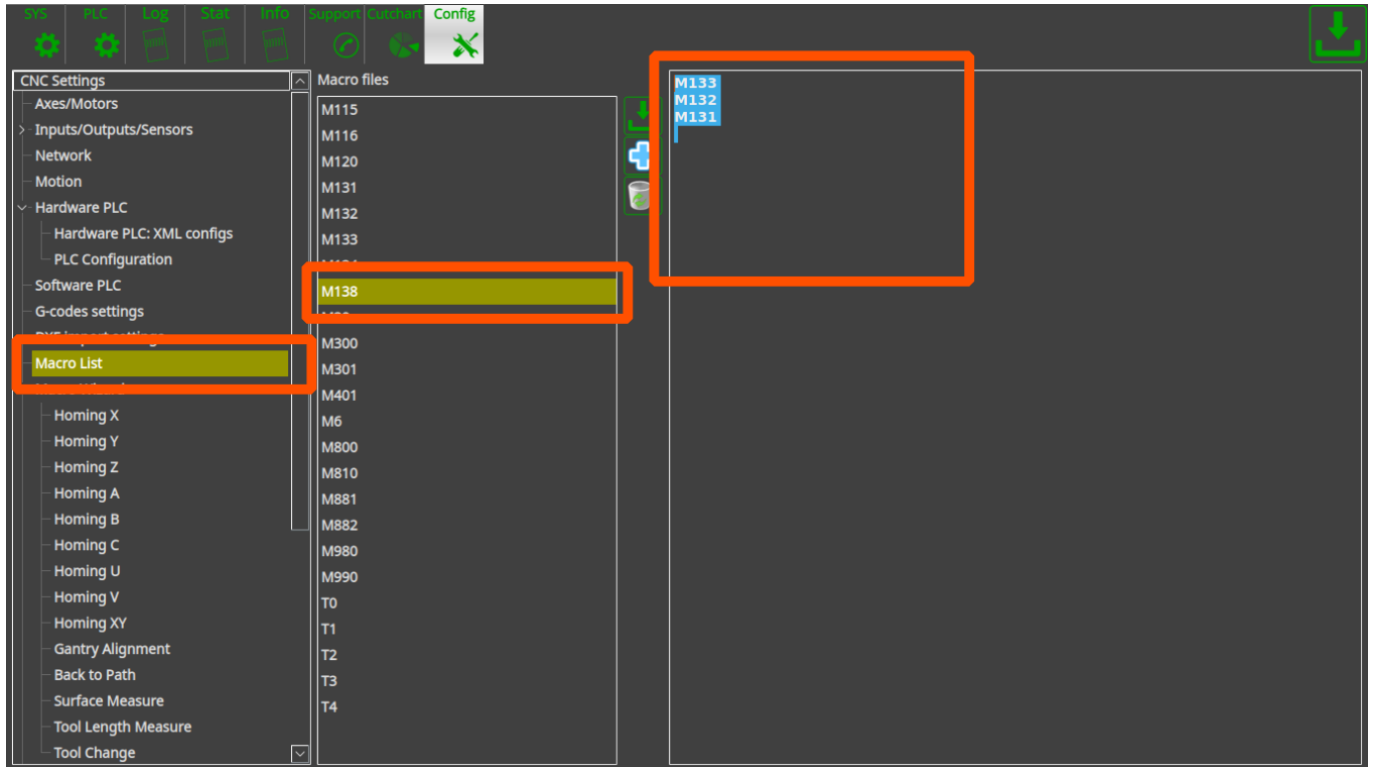 SYS PLC Log Stat Info Support Cutchart Config
CNC Settings
Axes/Motors
Inputs/Outputs/Sensors
Network
Motion
Hardware PLC
Hardware PLC: XML configs
PLC Configuration
Software PLC
G-codes settings
Macro List
Homing X
Homing Y
Homing Z
Homing A
Homing B
Homing C
Homing U
Homing V
Homing XY
Gantry Alignment
Back to Path
Surface Measure
Tool Length Measure
Tool Change
Macro files
M115
M116
M120
M131
M132
M133
M138
M300
M301
M401
M6
M800
M810
M881
M882
M980
M990
T0
T1
T2
T3
T4
M133
M132
M131